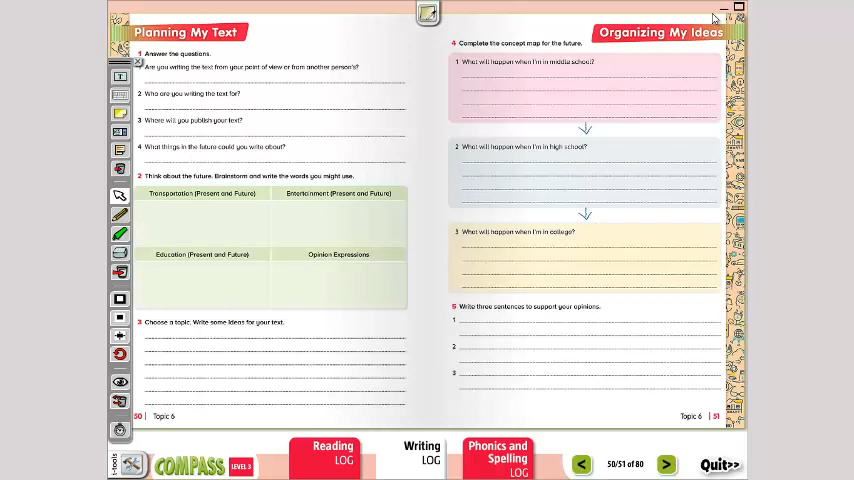 Planning My Text
1 Answer the questions.
Are you writing the text from your point of view or from another person's?
2 Who are you writing the text for?
3 Where will you publish your text?
4 What things in the future could you write about?
2 Think about the future. Brainstorm and write the words you might use.
Transportation (Present and Future)
Entertainment (Present and Future)
Education (Present and Future)
Opinion Expressions
3 Choose a topic. Write some ideas for your text.
50 Topic 6
Organizing My Ideas
4 Complete the concept map for the future.
1 What will happen when I'm in middle school?
2 What will happen when I'm in high school?
3 What will happen when I'm in college?
5 Write three sentences to support your opinions.
1
2
3
Topic 6 51
t-tools
COMPASS LEVEL 3
Reading
LOG
Writing
LOG
Phonics and
Spelling
LOG
50/51 of 80
Quit>>